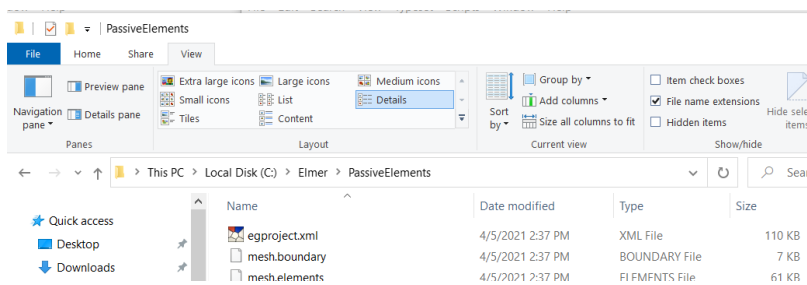 PassiveElements
File Home Share View
Navigation pane
Preview pane
Details pane
Panes
Extra large icons Large icons Medium icons
Small icons List Details
Tiles Content
Layout
Sort by
Group by
Add columns
Size all columns to fit
Current view
Item check boxes
File name extensions
Hidden items
Hide sele
items
Show/hide
This PC > Local Disk (C:) > Elmer > PassiveElements
Sear
Quick access
Desktop
Downloads
Name Date modified Type Size
egproject.xml 4/5/2021 2:37 PM XML File 110 KB
mesh.boundary 4/5/2021 2:37 PM BOUNDARY File 7 KB
mesh.elements 4/5/2021 2:37 PM ELEMENTS File 61 KB